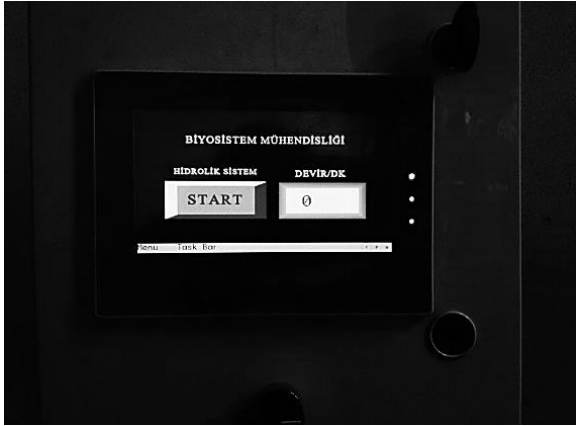 BİYOSİSTEM MÜHENDİSLİĞİ
HİDROLİK SİSTEM DEVİR/DK
START 0
Menu Task Bar